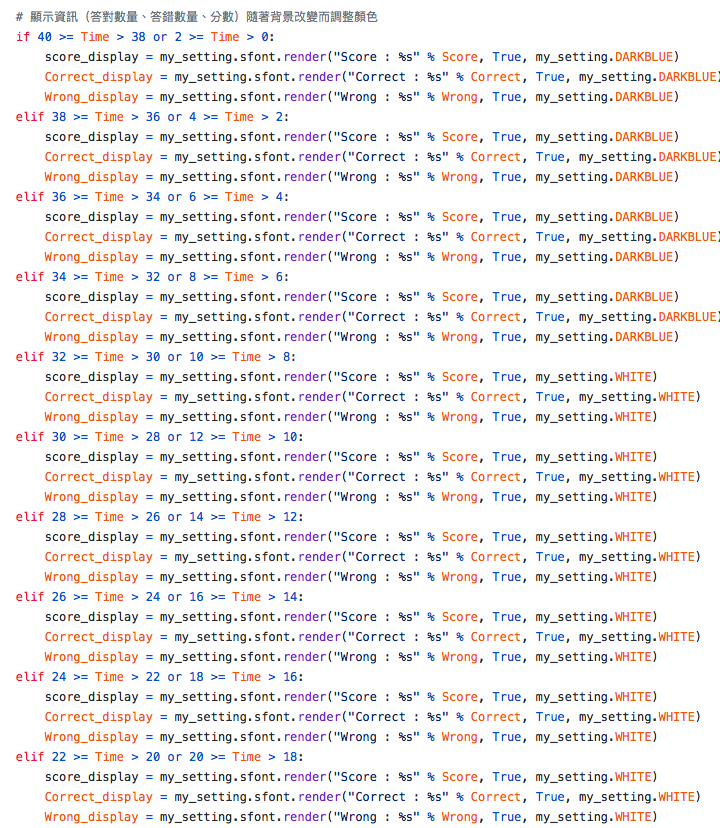 # 顯示資訊（答對數量、答錯數量、分數）隨著背景改變而調整顏色
if 40 >= Time > 38 or 2 >= Time > 0:
    score_display = my_setting.sfont.render("Score : %s" % Score, True, my_setting.DARKBLUE)
    Correct_display = my_setting.sfont.render("Correct : %s" % Correct, True, my_setting.DARKBLUE)
    Wrong_display = my_setting.sfont.render("Wrong : %s" % Wrong, True, my_setting.DARKBLUE)
elif 38 >= Time > 36 or 4 >= Time > 2:
    score_display = my_setting.sfont.render("Score : %s" % Score, True, my_setting.DARKBLUE)
    Correct_display = my_setting.sfont.render("Correct : %s" % Correct, True, my_setting.DARKBLUE)
    Wrong_display = my_setting.sfont.render("Wrong : %s" % Wrong, True, my_setting.DARKBLUE)
elif 36 >= Time > 34 or 6 >= Time > 4:
    score_display = my_setting.sfont.render("Score : %s" % Score, True, my_setting.DARKBLUE)
    Correct_display = my_setting.sfont.render("Correct : %s" % Correct, True, my_setting.DARKBLUE)
    Wrong_display = my_setting.sfont.render("Wrong : %s" % Wrong, True, my_setting.DARKBLUE)
elif 34 >= Time > 32 or 8 >= Time > 6:
    score_display = my_setting.sfont.render("Score : %s" % Score, True, my_setting.DARKBLUE)
    Correct_display = my_setting.sfont.render("Correct : %s" % Correct, True, my_setting.DARKBLUE)
    Wrong_display = my_setting.sfont.render("Wrong : %s" % Wrong, True, my_setting.DARKBLUE)
elif 32 >= Time > 30 or 10 >= Time > 8:
    score_display = my_setting.sfont.render("Score : %s" % Score, True, my_setting.WHITE)
    Correct_display = my_setting.sfont.render("Correct : %s" % Correct, True, my_setting.WHITE)
    Wrong_display = my_setting.sfont.render("Wrong : %s" % Wrong, True, my_setting.WHITE)
elif 30 >= Time > 28 or 12 >= Time > 10:
    score_display = my_setting.sfont.render("Score : %s" % Score, True, my_setting.WHITE)
    Correct_display = my_setting.sfont.render("Correct : %s" % Correct, True, my_setting.WHITE)
    Wrong_display = my_setting.sfont.render("Wrong : %s" % Wrong, True, my_setting.WHITE)
elif 28 >= Time > 26 or 14 >= Time > 12:
    score_display = my_setting.sfont.render("Score : %s" % Score, True, my_setting.WHITE)
    Correct_display = my_setting.sfont.render("Correct : %s" % Correct, True, my_setting.WHITE)
    Wrong_display = my_setting.sfont.render("Wrong : %s" % Wrong, True, my_setting.WHITE)
elif 26 >= Time > 24 or 16 >= Time > 14:
    score_display = my_setting.sfont.render("Score : %s" % Score, True, my_setting.WHITE)
    Correct_display = my_setting.sfont.render("Correct : %s" % Correct, True, my_setting.WHITE)
    Wrong_display = my_setting.sfont.render("Wrong : %s" % Wrong, True, my_setting.WHITE)
elif 24 >= Time > 22 or 18 >= Time > 16:
    score_display = my_setting.sfont.render("Score : %s" % Score, True, my_setting.WHITE)
    Correct_display = my_setting.sfont.render("Correct : %s" % Correct, True, my_setting.WHITE)
    Wrong_display = my_setting.sfont.render("Wrong : %s" % Wrong, True, my_setting.WHITE)
elif 22 >= Time > 20 or 20 >= Time > 18:
    score_display = my_setting.sfont.render("Score : %s" % Score, True, my_setting.WHITE)
    Correct_display = my_setting.sfont.render("Correct : %s" % Correct, True, my_setting.WHITE)
    Wrong_display = my_setting.sfont.render("Wrong : %s" % Wrong, True, my_setting.WHITE)